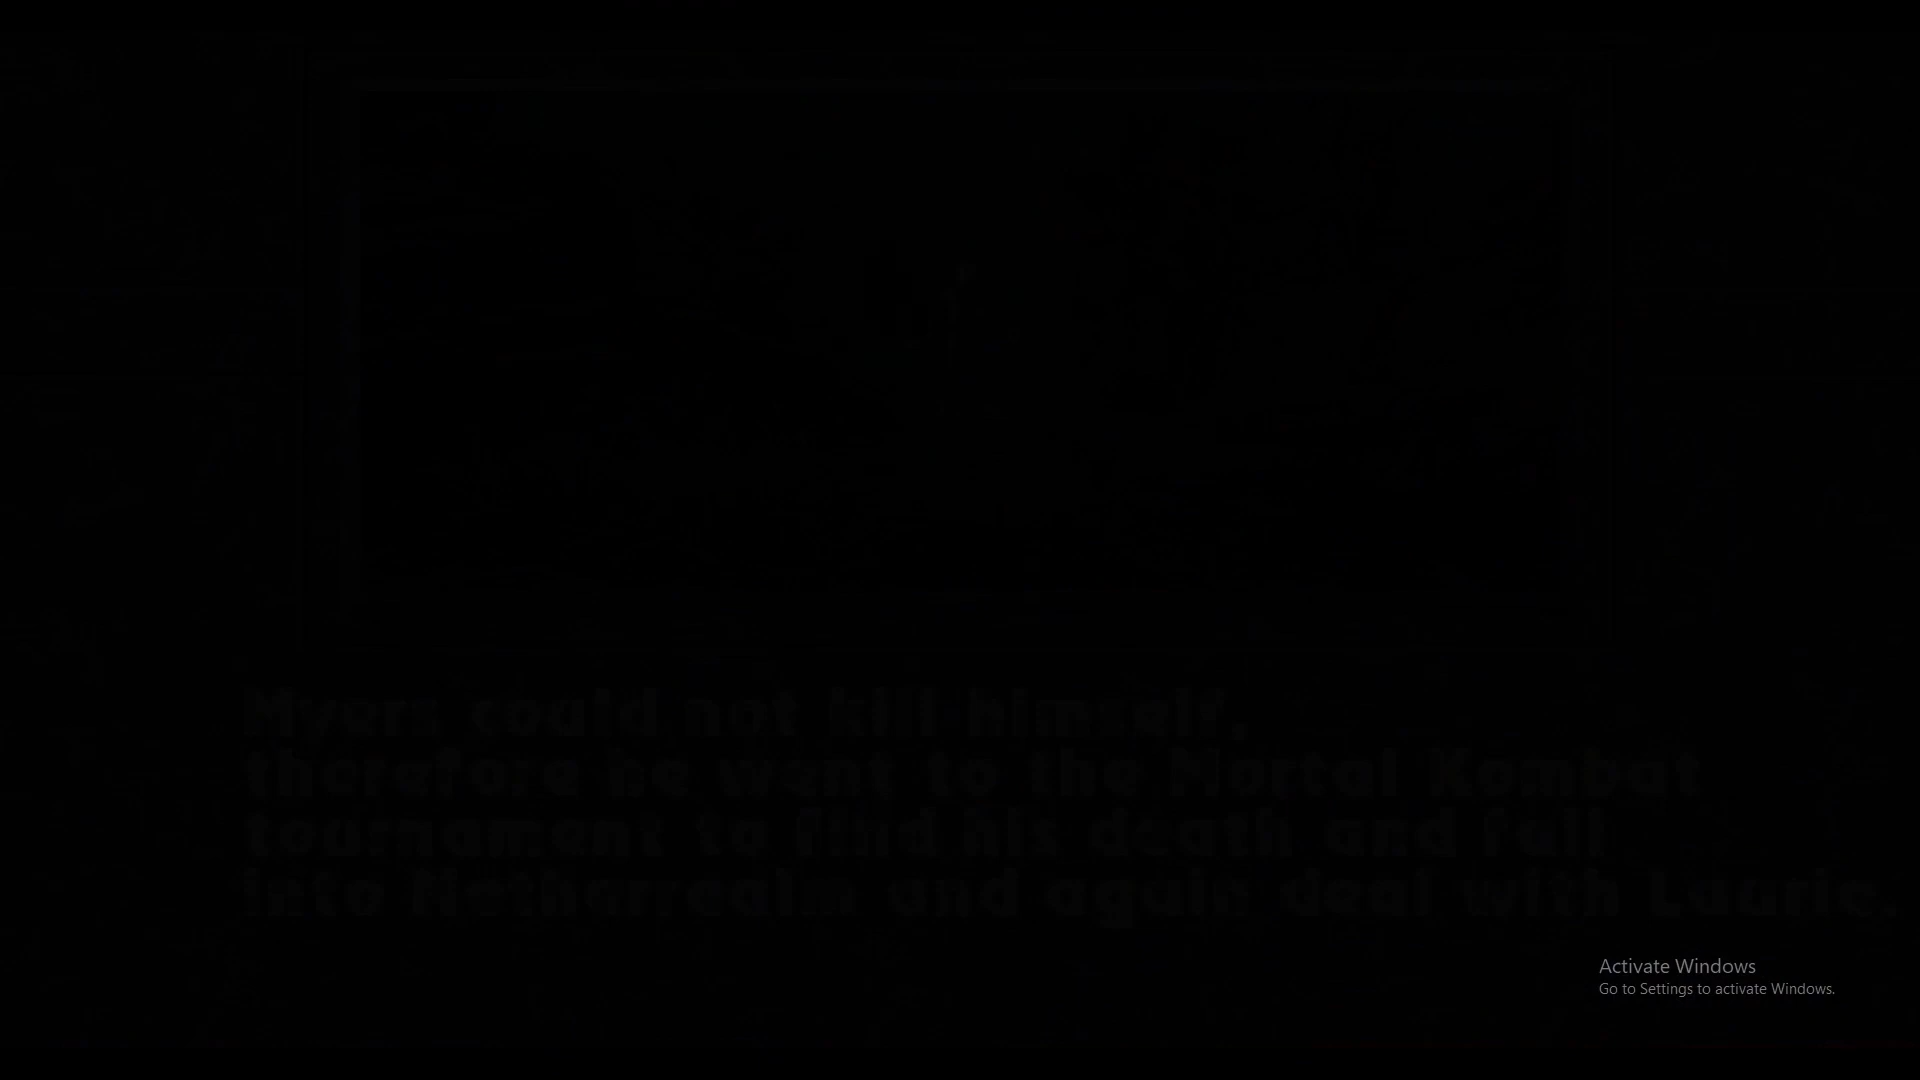 Myers could not kill himself,
therefore he went to the Mortal Kombat
tournament to find his death and fall
into Netherrealm and again deal with Laurie.
Activate Windows
Go to Settings to activate Windows.